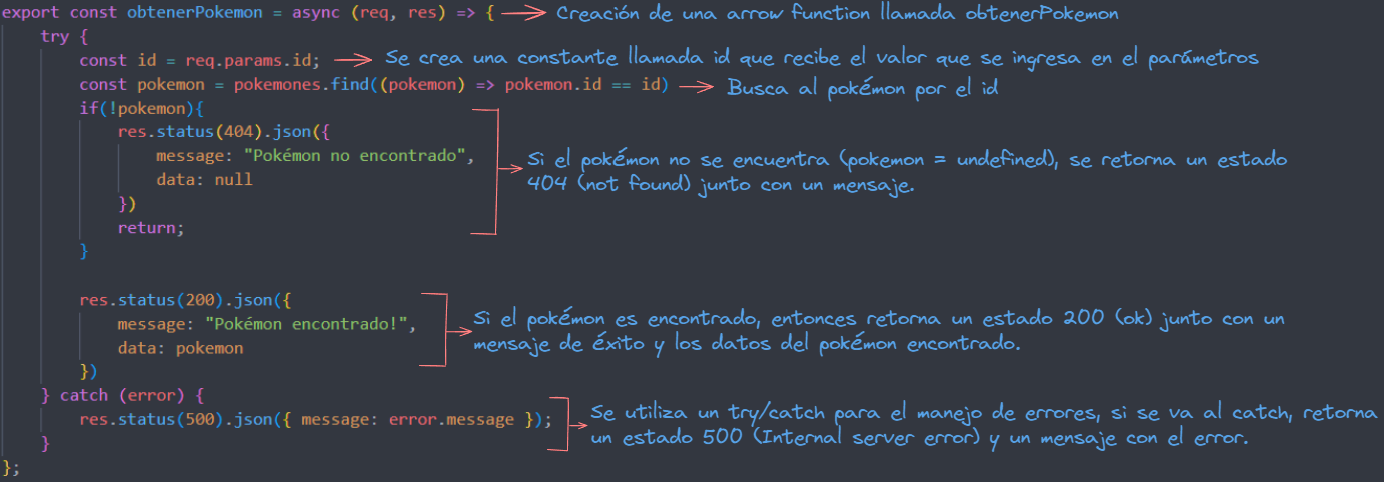 export const obtenerPokemon = async (req, res) => { Creación de una arrow function llamada obtenerPokemon
try {
const id = req.params.id; Se crea una constante llamada id que recibe el valor que se ingresa en el parámetros
const pokemon = pokemones.find((pokemon) => pokemon.id == id) Busca al pokémon por el id
if(!pokemon){
res.status(404).json({
message: "Pokémon no encontrado",
data: null
})
return;
}
Si el pokémon no se encuentra (pokemon = undefined), se retorna un estado
404 (not found) junto con un mensaje.
res.status(200).json({
message: "Pokémon encontrado!",
data: pokemon
})
Si el pokémon es encontrado, entonces retorna un estado 200 (ok) junto con un
mensaje de éxito y los datos del pokémon encontrado.
} catch (error) {
res.status(500).json({ message: error.message });
}
};
Se utiliza un try/catch para el manejo de errores, si se va al catch, retorna
un estado 500 (Internal server error) y un mensaje con el error.